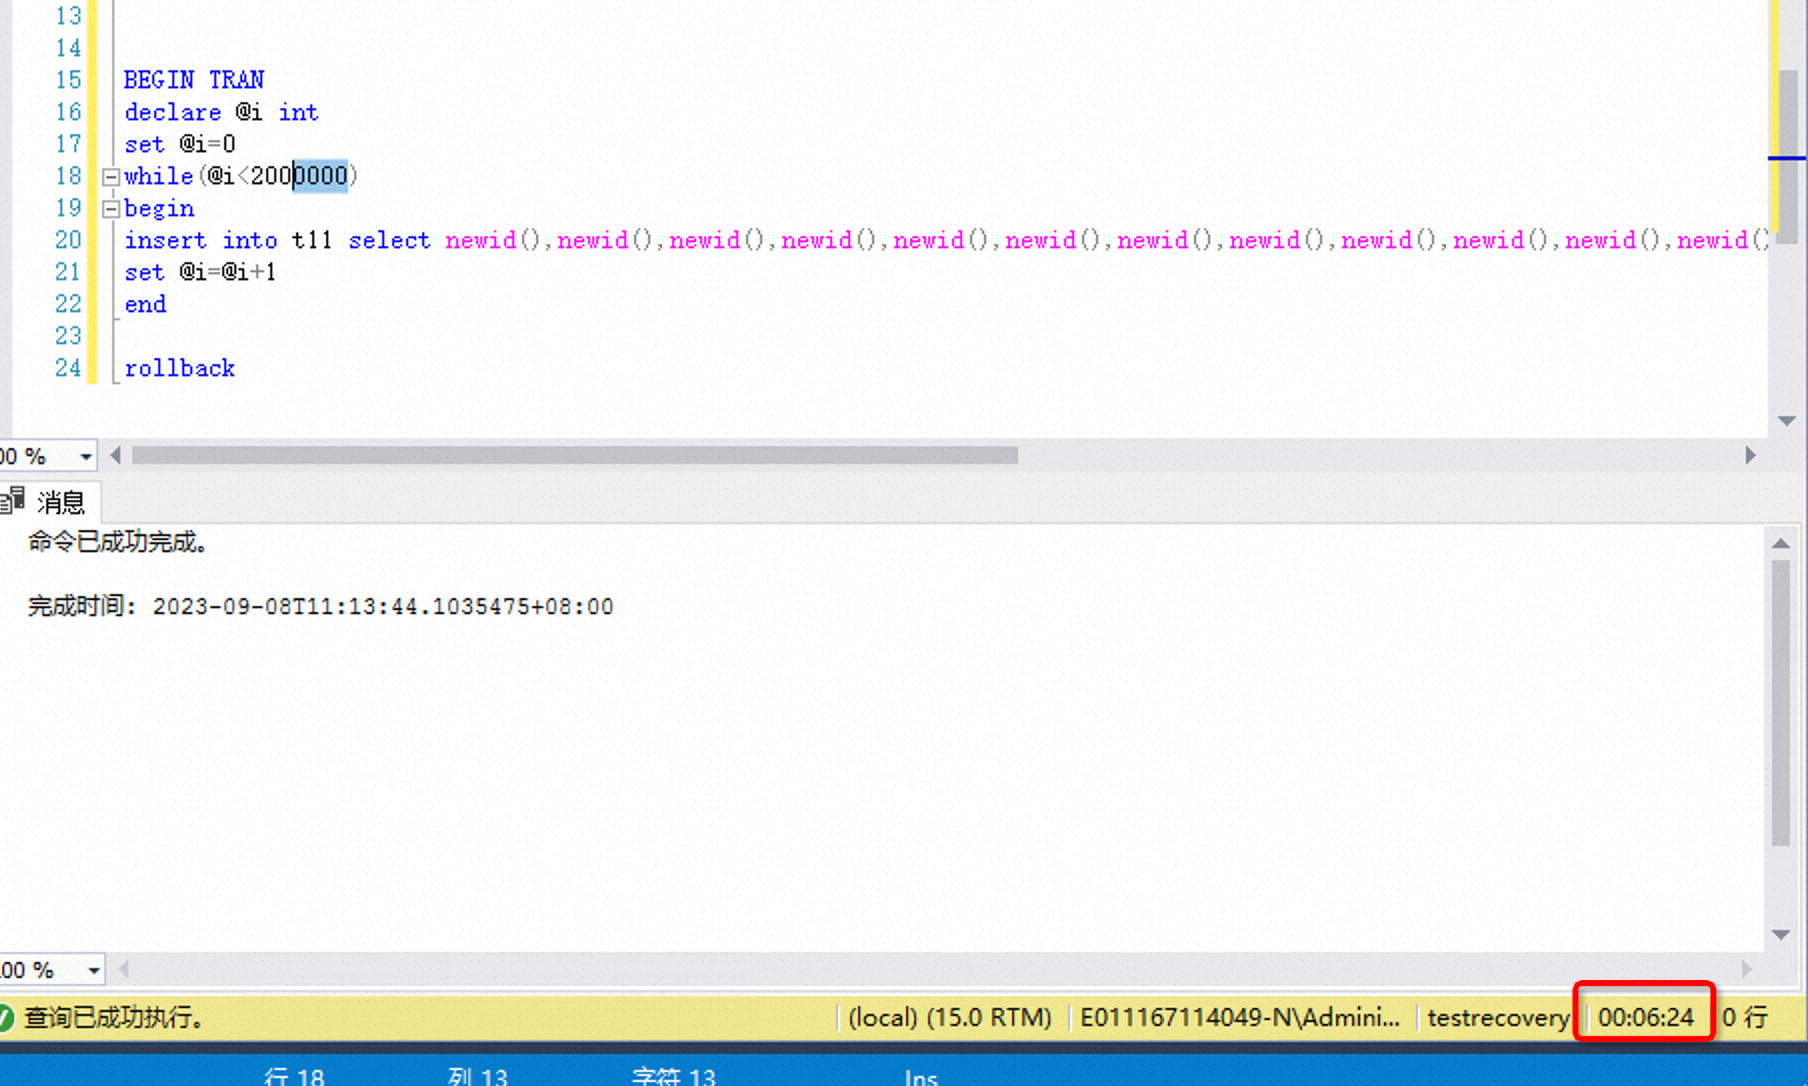 13
14
15 BEGIN TRAN
16 declare @i int
17 set @i=0
18 while(@i<2000000)
19 begin
20 insert into t11 select newid(),newid(),newid(),newid(),newid(),newid(),newid(),newid(),newid(),newid(),newid(),newid()
21 set @i=@i+1
22 end
23
24 rollback
00 %
消息
命令已成功完成。
完成时间: 2023-09-08T11:13:44.1035475+08:00
00 %
查询已成功执行。 (local) (15.0 RTM) E011167114049-N\Admini... testrecovery 00:06:24 0 行
行 18 列 13 字符 13 Ins